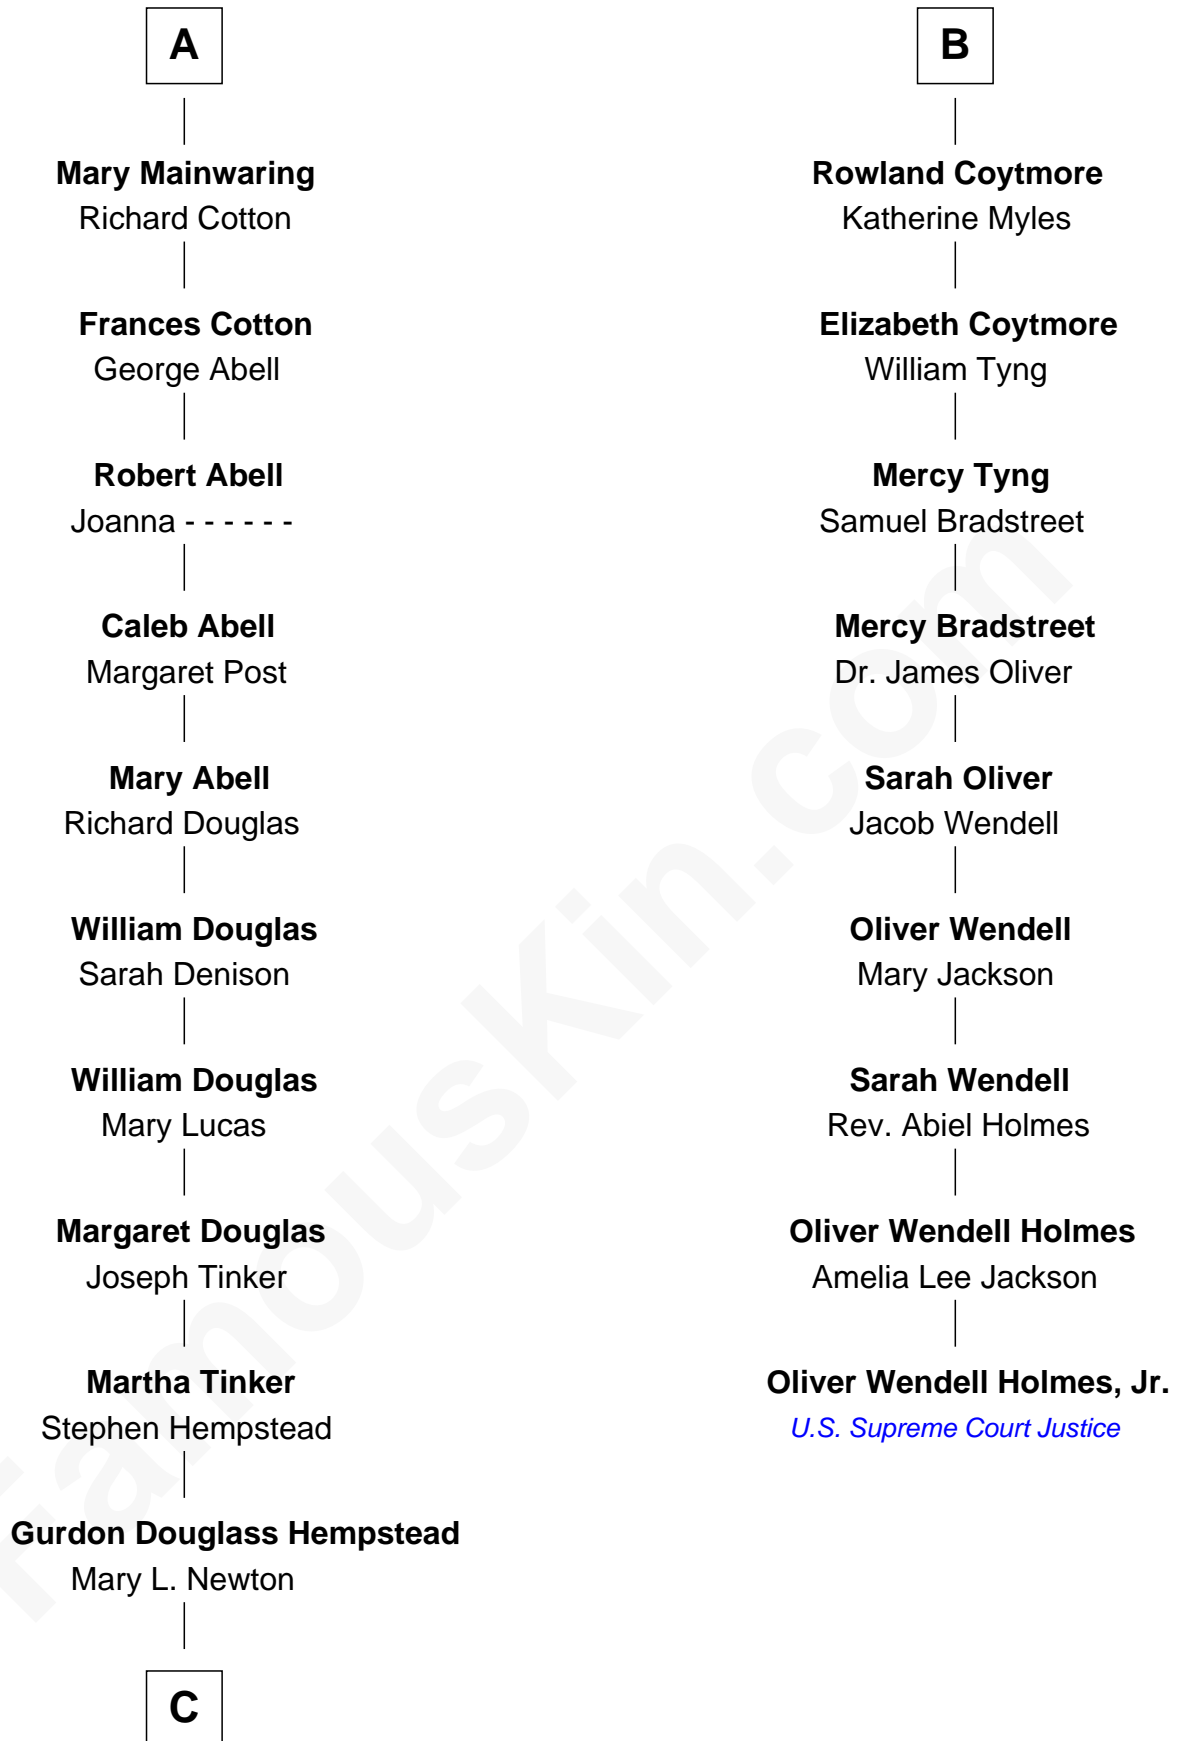 A
Mary Mainwaring
Richard Cotton
Frances Cotton
George Abell
Robert Abell
Joanna - - - - - -
Caleb Abell
Margaret Post
Mary Abell
Richard Douglas
William Douglas
Sarah Denison
William Douglas
Mary Lucas
Margaret Douglas
Joseph Tinker
Martha Tinker
Stephen Hempstead
Gurdon Douglass Hempstead
Mary L. Newton
C
B
Rowland Coytmore
Katherine Myles
Elizabeth Coytmore
William Tyng
Mercy Tyng
Samuel Bradstreet
Mercy Bradstreet
Dr. James Oliver
Sarah Oliver
Jacob Wendell
Oliver Wendell
Mary Jackson
Sarah Wendell
Rev. Abiel Holmes
Oliver Wendell Holmes
Amelia Lee Jackson
Oliver Wendell Holmes, Jr.
U.S. Supreme Court Justice
FamousKin.com